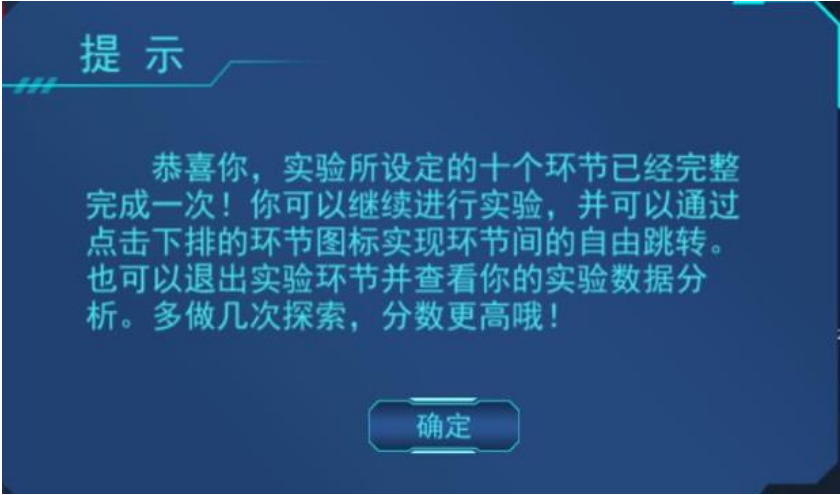 提 示
恭喜你，实验所设定的十个环节已经完整
完成一次！你可以继续进行实验，并可以通过
点击下排的环节图标实现环节间的自由跳转。
也可以退出实验环节并查看你的实验数据分
析。多做几次探索，分数更高哦！
确定